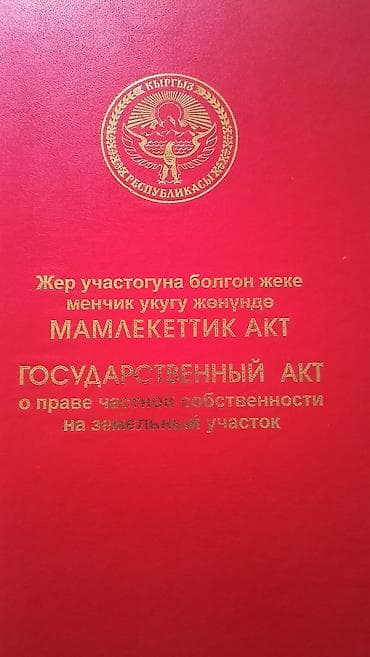 КЫРГЫЗ
РЕСПУБЛИКАСЫ
Жер участогуна болгон жеке
менчик укугу жөнүндө
МАМЛЕКЕТТИК АКТ
ГОСУДАРСТВЕННЫЙ АКТ
о праве частной собственности
на земельный участок